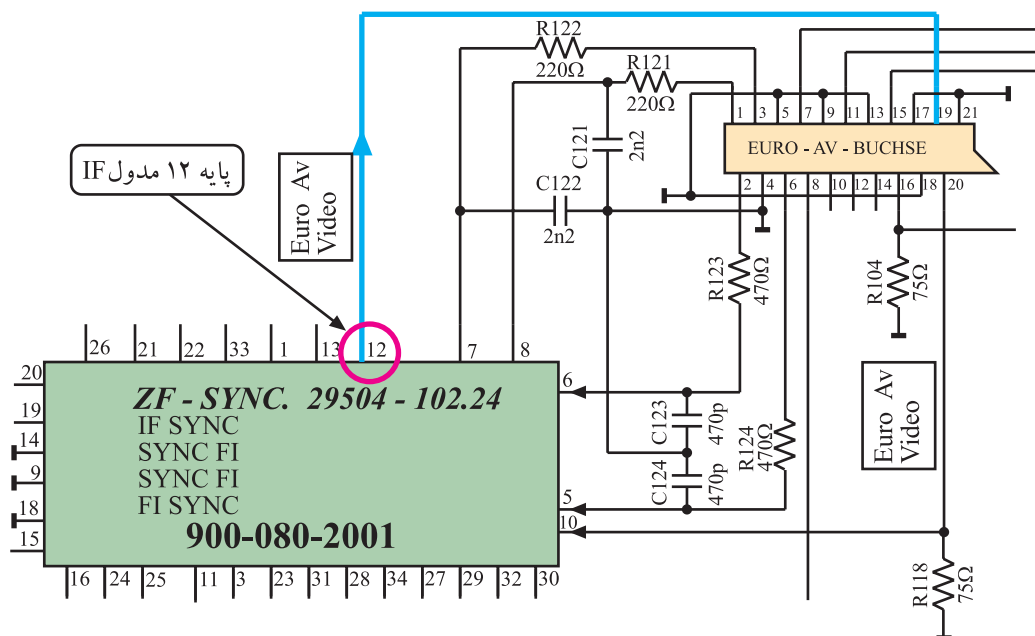 R122
220Ω
R121
220Ω
C121
2n2
C122
2n2
1 3 5 7 9 11 13 15 17 19 21
EURO - AV - BUCHSE
2 4 6 8 10 12 14 16 18 20
پایه ۱۲ مدول IF
Euro Av
Video
R123
470Ω
R104
75Ω
26 21 22 33 1 13 12 7 8
20
19
14
9
18
15
ZF - SYNC. 29504 - 102.24
IF SYNC
SYNC FI
SYNC FI
FI SYNC
900-080-2001
6
5
10
C123
470p
C124
470p
R124
470Ω
Euro Av
Video
R118
75Ω
16 24 25 11 3 23 31 28 34 27 29 32 30